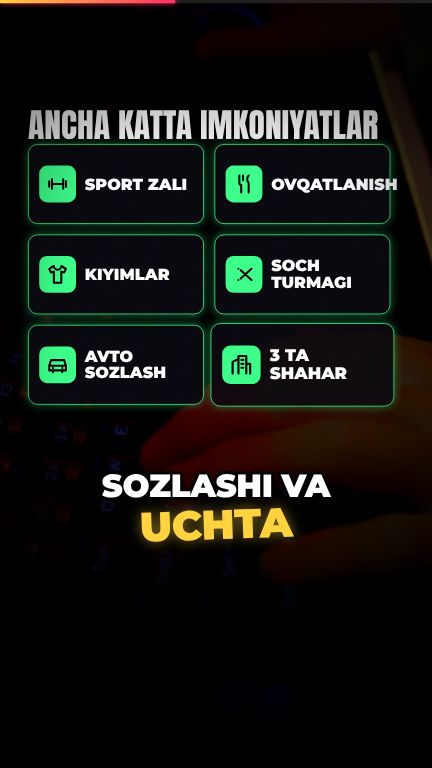 ANCHA KATTA IMKONIYATLAR
SPORT ZALI
OVQATLANISH
KIYIMLAR
SOCH
TURMAGI
AVTO
SOZLASH
3 TA
SHAHAR
SOZLASHI VA
UCHTA